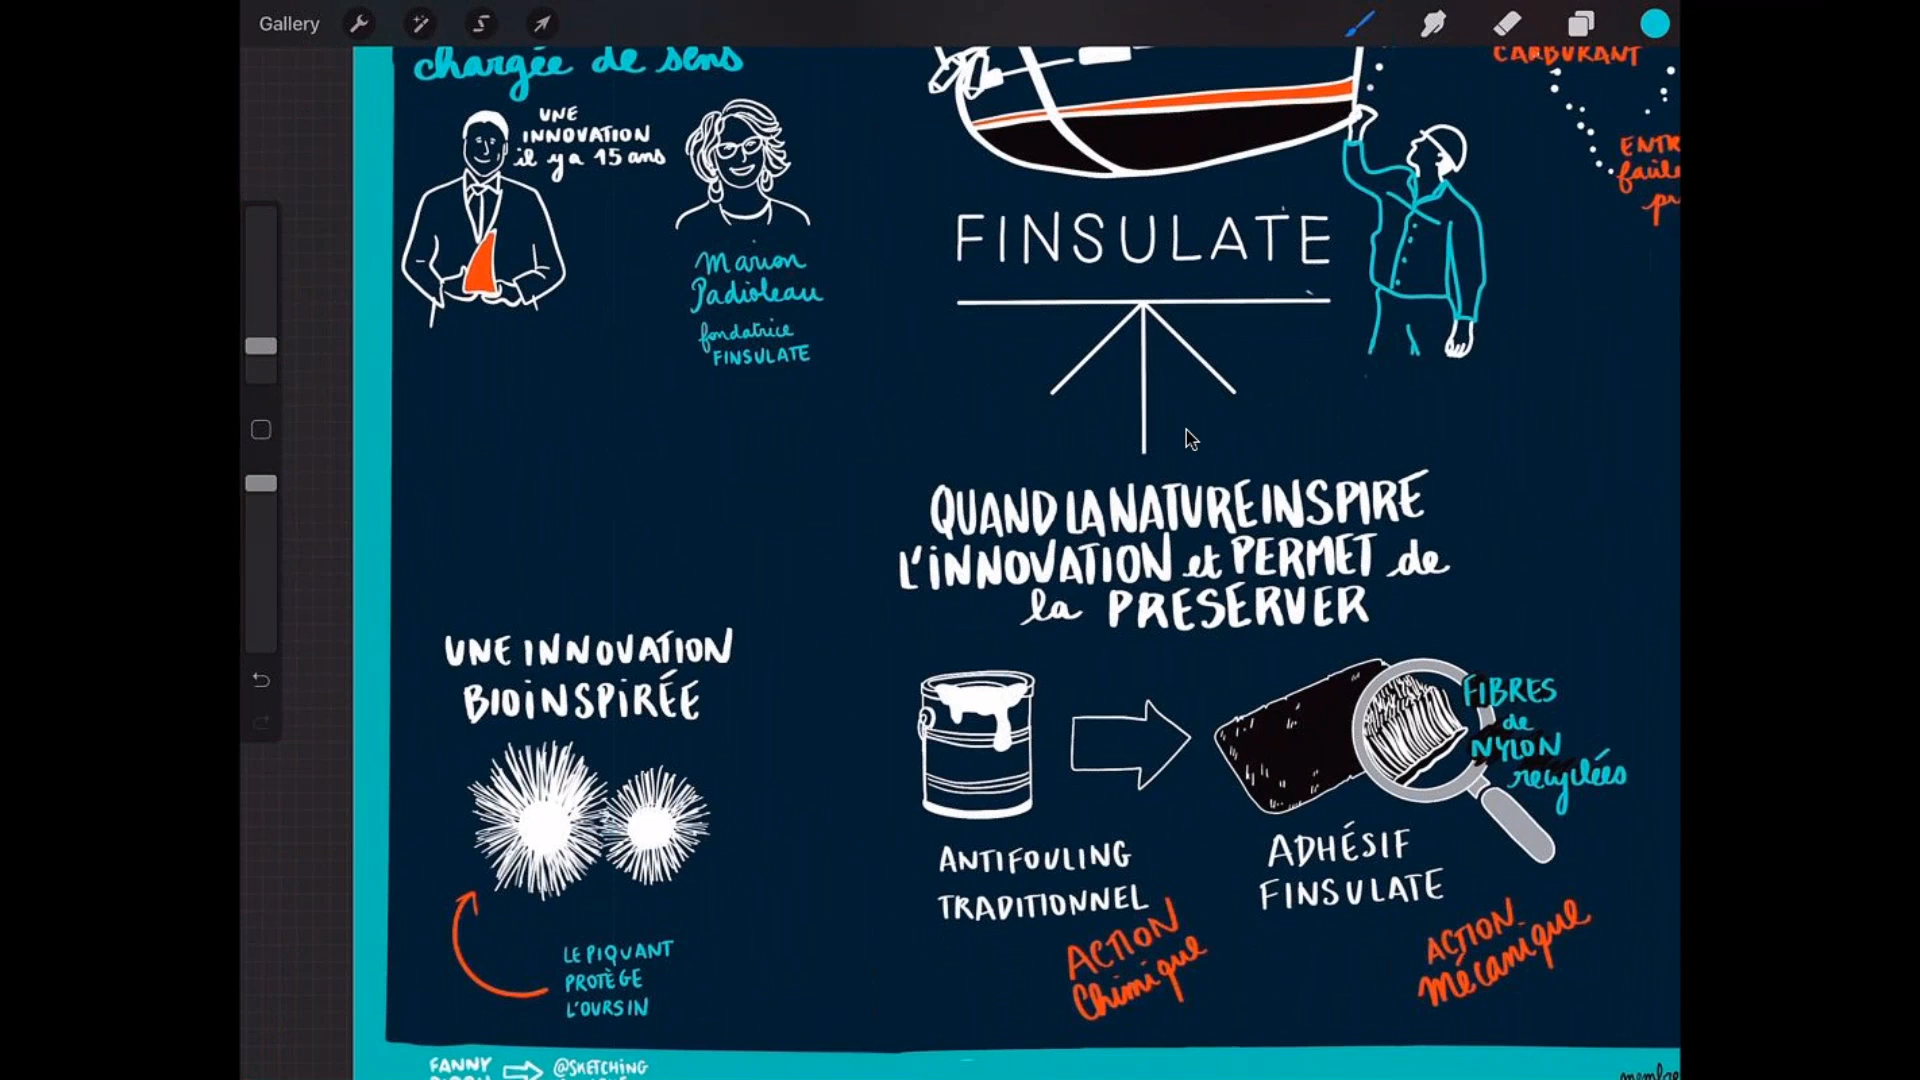 Gallery
chargée de sens
UNE
INNOVATION
il y a 15 ans
Marion
Padioleau
fondatrice
FINSULATE
FINSULATE
CARBURANT
QUAND LA NATURE INSPIRE
L'iNNOVATION et PERMET de
la PRESERVER
UNE INNOVATION
BIOiNSPiRÉE
LE PIQUANT
PROTÈGE
L'OURSIN
ANTIFOULING
TRADITIONNEL
ACTION
Chimique
ADHÉSIF
FINSULATE
FIBRES
de
NYLON
recyclées
ACTION
mécanique
FANNY
@SKETCHiNG